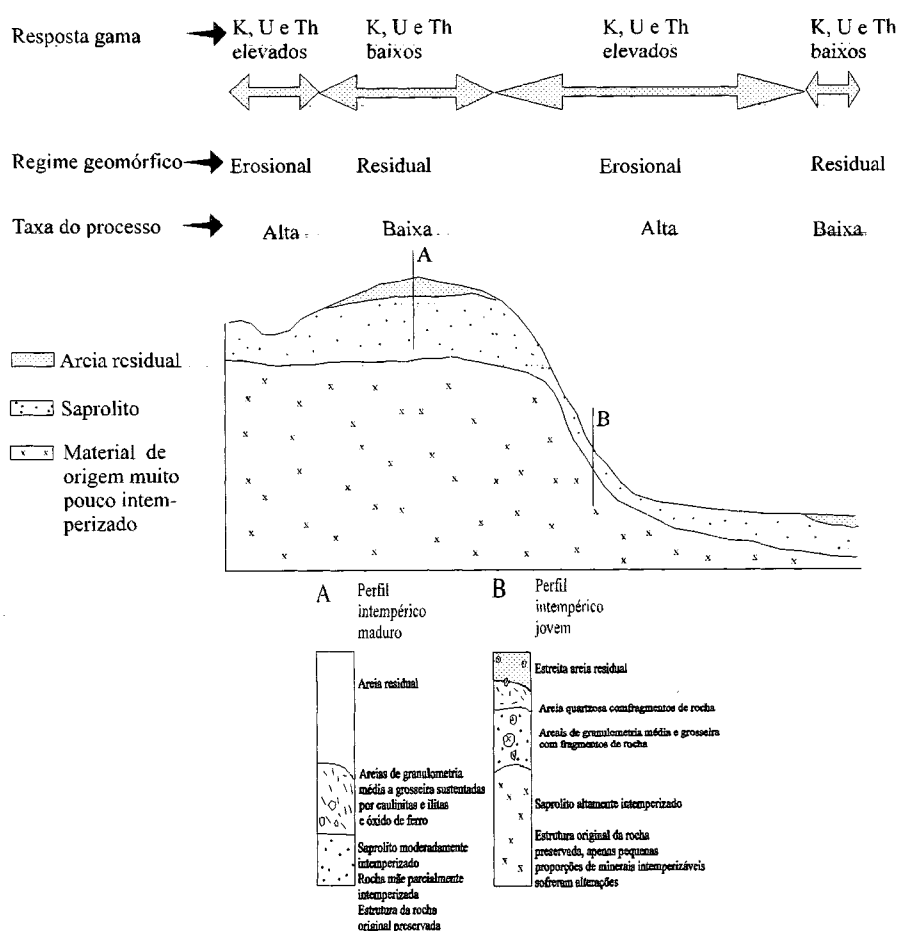 Resposta gama
K, U e Th
elevados
K, U e Th
baixos
K, U e Th
elevados
K, U e Th
baixos
Regime geomórfico
Erosional
Residual
Erosional
Residual
Taxa do processo
Alta
Baixa
Alta
Baixa
A
B
Areia residual
Saprolito
Material de
origem muito
pouco intem-
perizado
A
Perfil
intempérico
maduro
B
Perfil
intempérico
jovem
Areia residual
Areias de granulometria
média a grosseira sustentadas
por caulinitas e ilitas
e óxido de ferro
Saprolito moderadamente
intemperizado
Rocha mãe parcialmente
intemperizada
Estrutura da rocha
original preservada
Estreita areia residual
Areia quartzosa comfragmentos de rocha
Areais de granulometria média e grosseira
com fragmentos de rocha
Saprolito altamente intemperizado
Estrutura original da rocha
preservada, apenas pequenas
proporções de minerais intemperizáveis
sofreram alterações